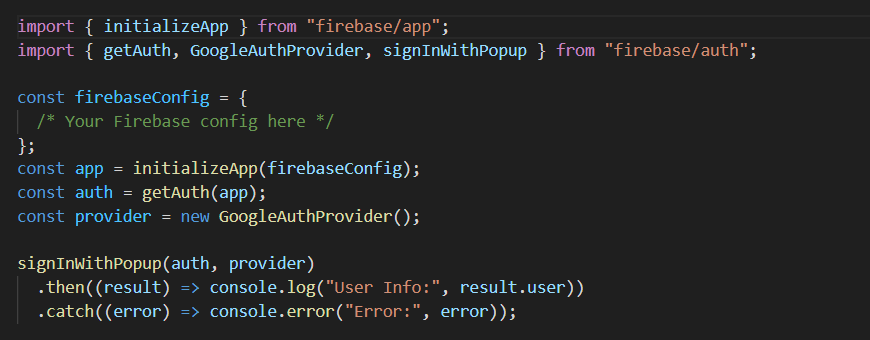 import { initializeApp } from "firebase/app";
import { getAuth, GoogleAuthProvider, signInWithPopup } from "firebase/auth";

const firebaseConfig = {
  /* Your Firebase config here */
};
const app = initializeApp(firebaseConfig);
const auth = getAuth(app);
const provider = new GoogleAuthProvider();

signInWithPopup(auth, provider)
  .then((result) => console.log("User Info:", result.user))
  .catch((error) => console.error("Error:", error));